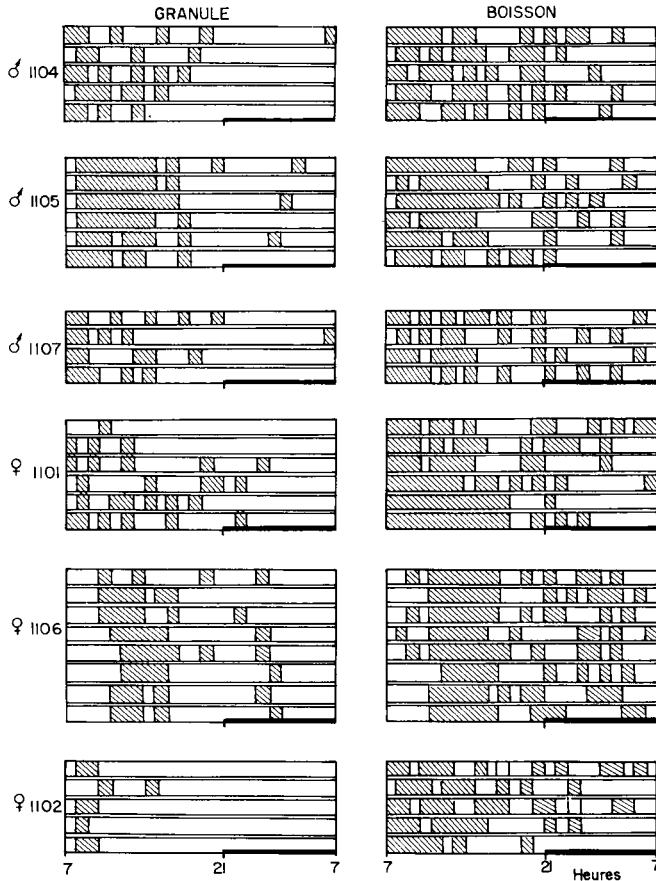 GRANULE BOISSON
♂ 1104
♂ 1105
♂ 1107
♀ 1101
♀ 1106
♀ 1102
7 21 7 7 21 7
Heures